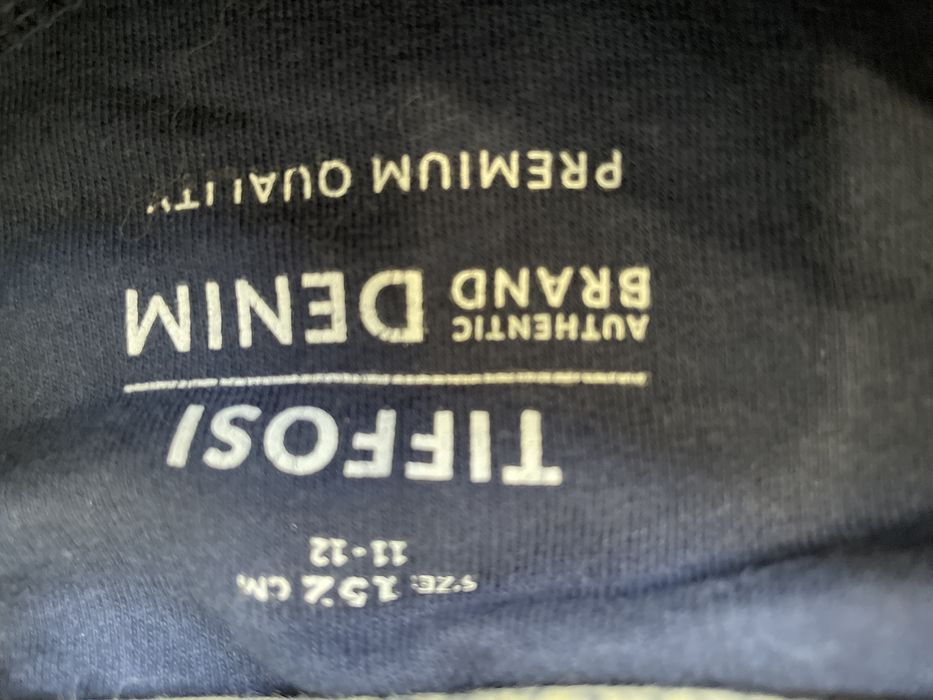 SIZE: 152 CM
11-12
TIFFOSI
AUTHENTIC
BRAND DENIM
PREMIUM QUALITY